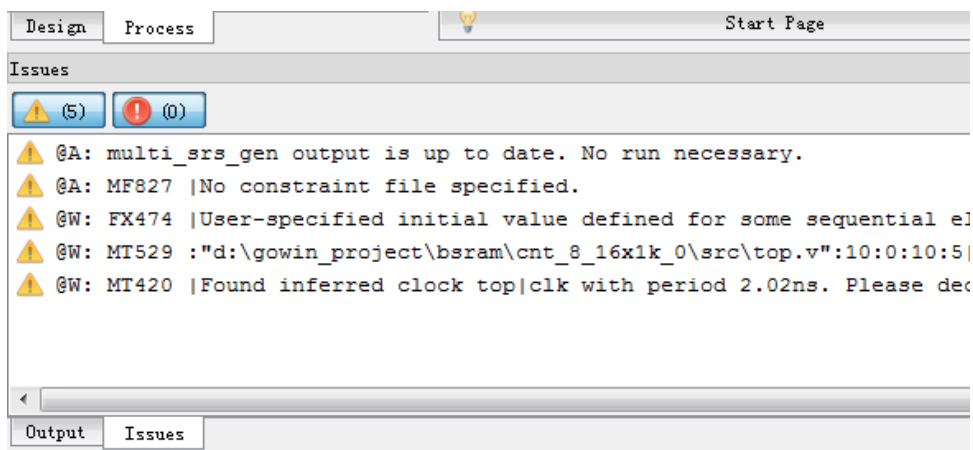 Design Process Start Page
Issues
(5) (0)
@A: multi_srs_gen output is up to date. No run necessary.
@A: MF827 |No constraint file specified.
@W: FX474 |User-specified initial value defined for some sequential el
@W: MT529 :"d:\gowin_project\bsram\cnt_8_16x1k_0\src\top.v":10:0:10:5|
@W: MT420 |Found inferred clock top|clk with period 2.02ns. Please dec
Output Issues